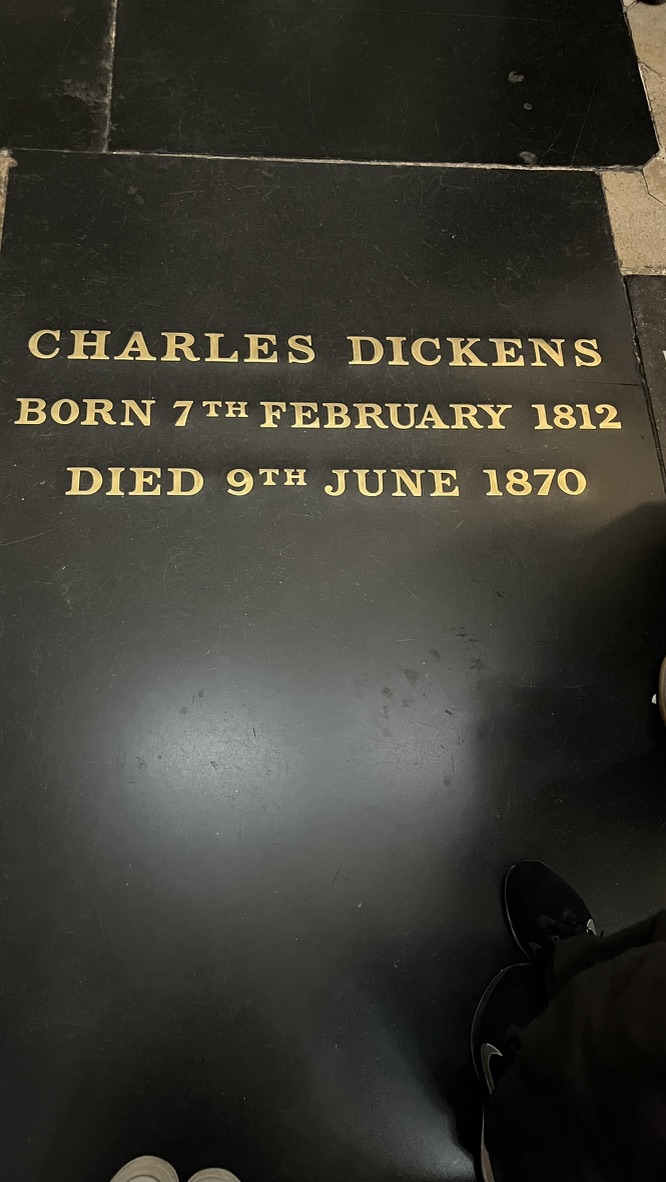 CHARLES DICKENS
BORN 7TH FEBRUARY 1812
DIED 9TH JUNE 1870